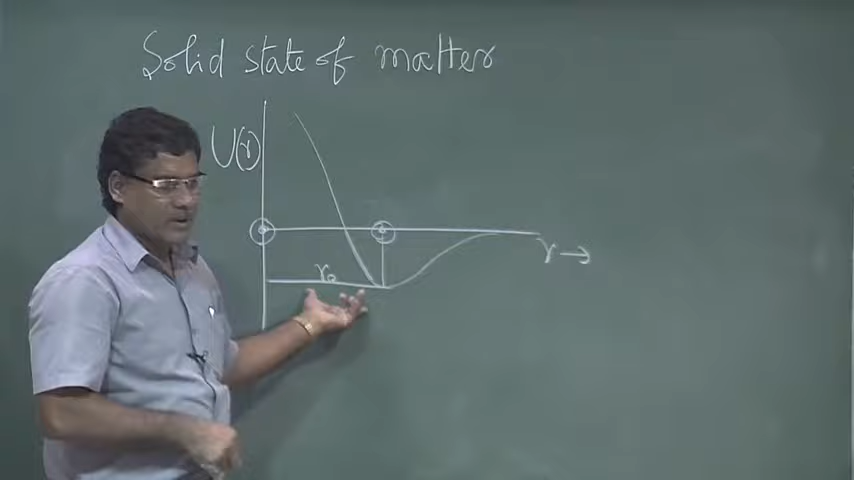 Solid state of matter
U(r)
r₀
r →